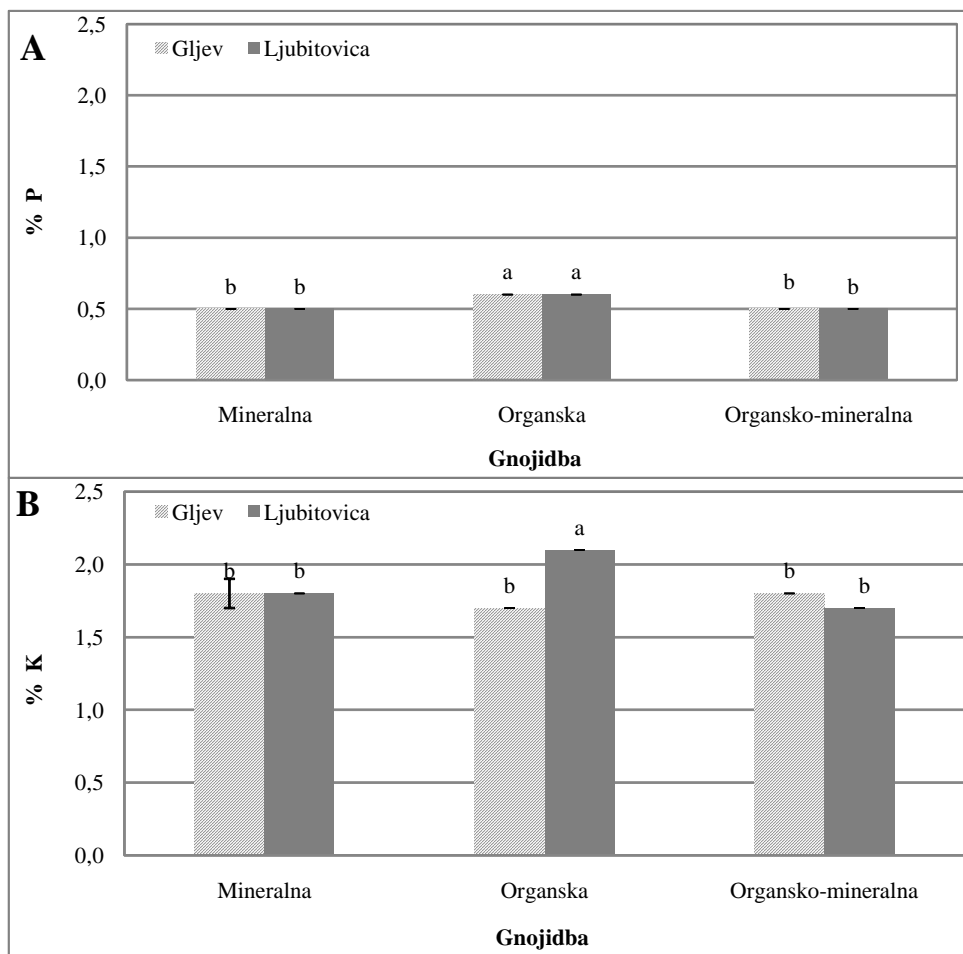 A
2,5
Gljev Ljubitovica
2,0
1,5
1,0
0,5
0,0
% P
b b a a b b
Mineralna Organska Organsko-mineralna
Gnojidba
B
2,5
Gljev Ljubitovica
2,0
1,5
1,0
0,5
0,0
% K
b b b a b b
Mineralna Organska Organsko-mineralna
Gnojidba